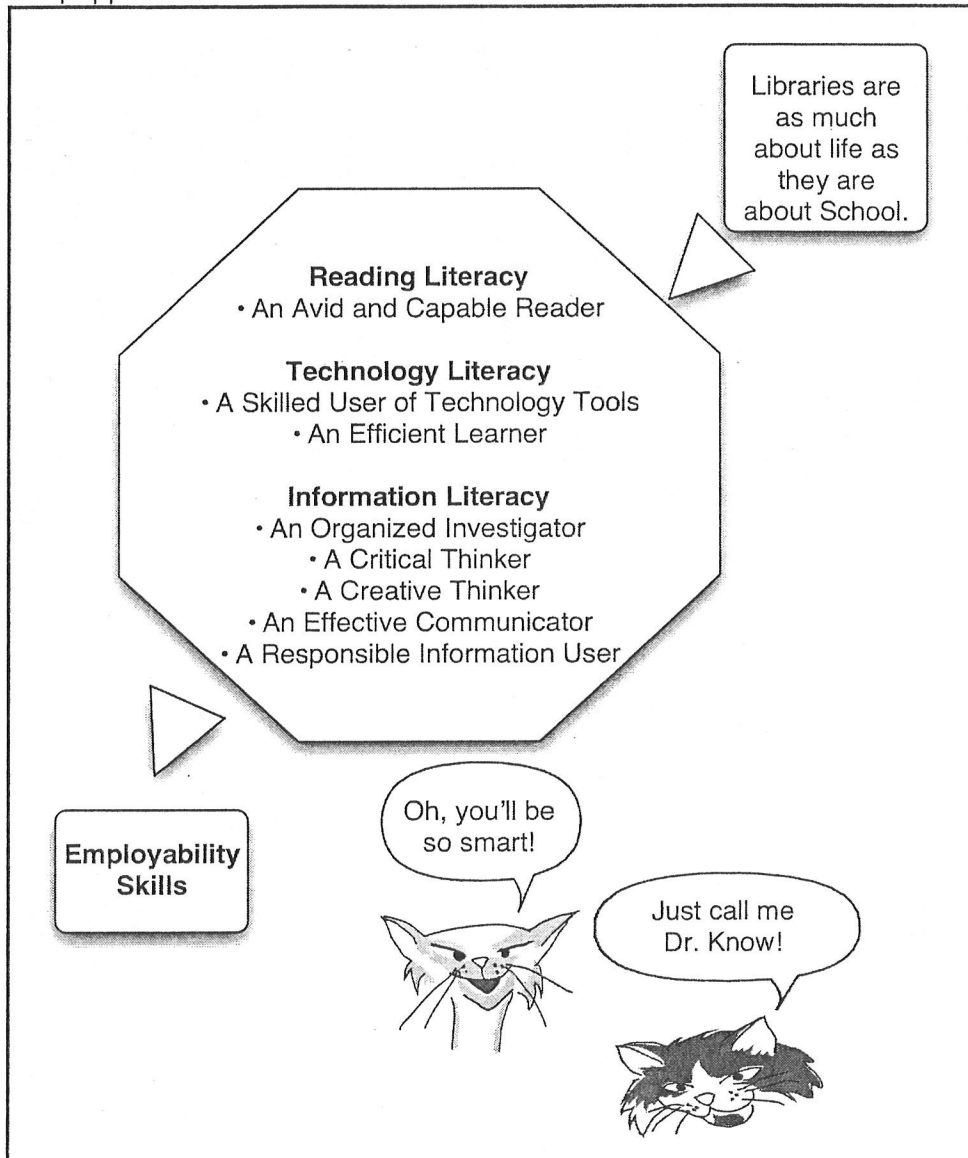 Libraries are
as much
about life as
they are
about School.
Reading Literacy
• An Avid and Capable Reader
Technology Literacy
• A Skilled User of Technology Tools
• An Efficient Learner
Information Literacy
• An Organized Investigator
• A Critical Thinker
• A Creative Thinker
• An Effective Communicator
• A Responsible Information User
Employability
Skills
Oh, you'll be
so smart!
Just call me
Dr. Know!